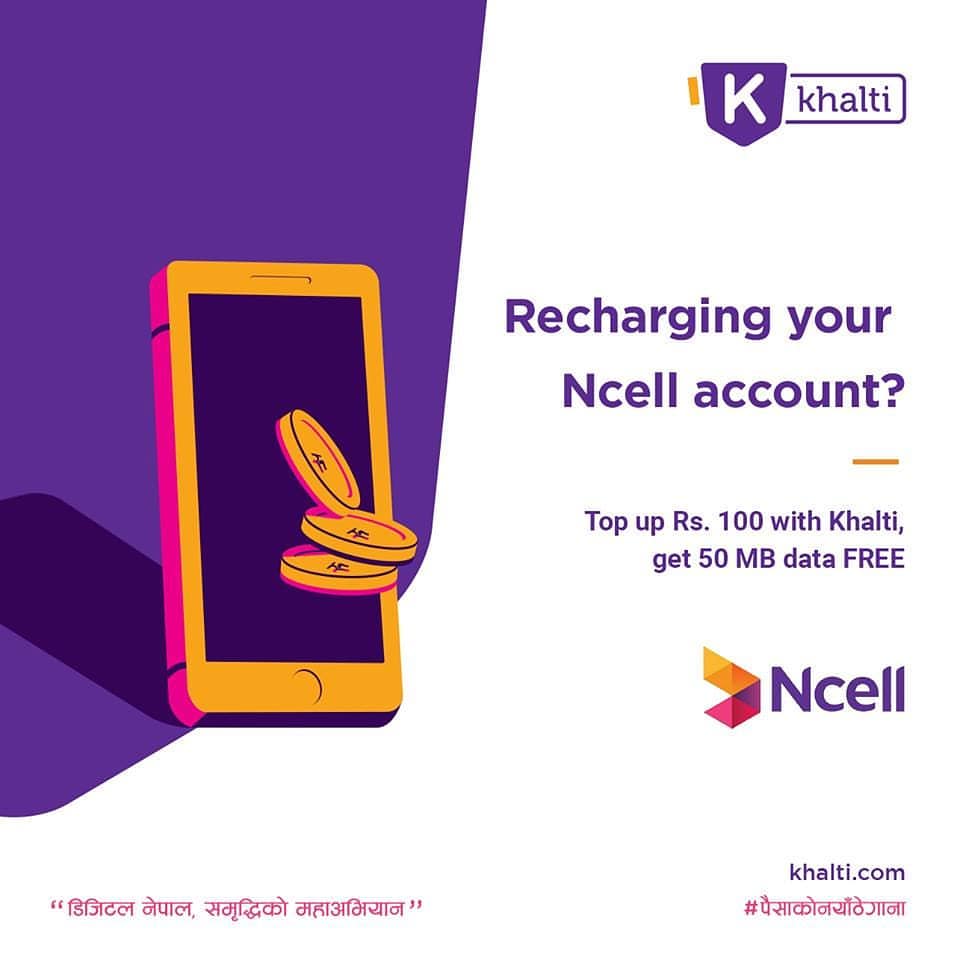 K khalti
Recharging your
Ncell account?
Top up Rs. 100 with Khalti,
get 50 MB data FREE
Ncell
khalti.com
“डिजिटल नेपाल, समृद्धिको महाअभियान”
#पैसाकोनयाँठेगाना